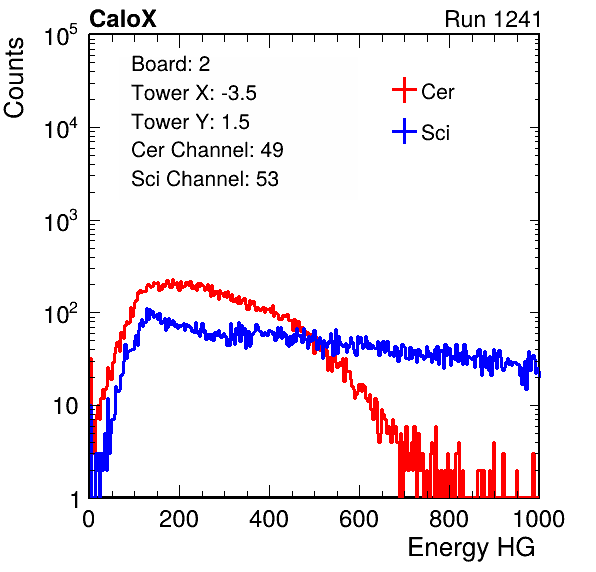 CaloX Run 1241
Counts
10^5
10^4
10^3
10^2
10
1
Board: 2
Tower X: -3.5
Tower Y: 1.5
Cer Channel: 49
Sci Channel: 53
Cer
Sci
0 200 400 600 800 1000
Energy HG